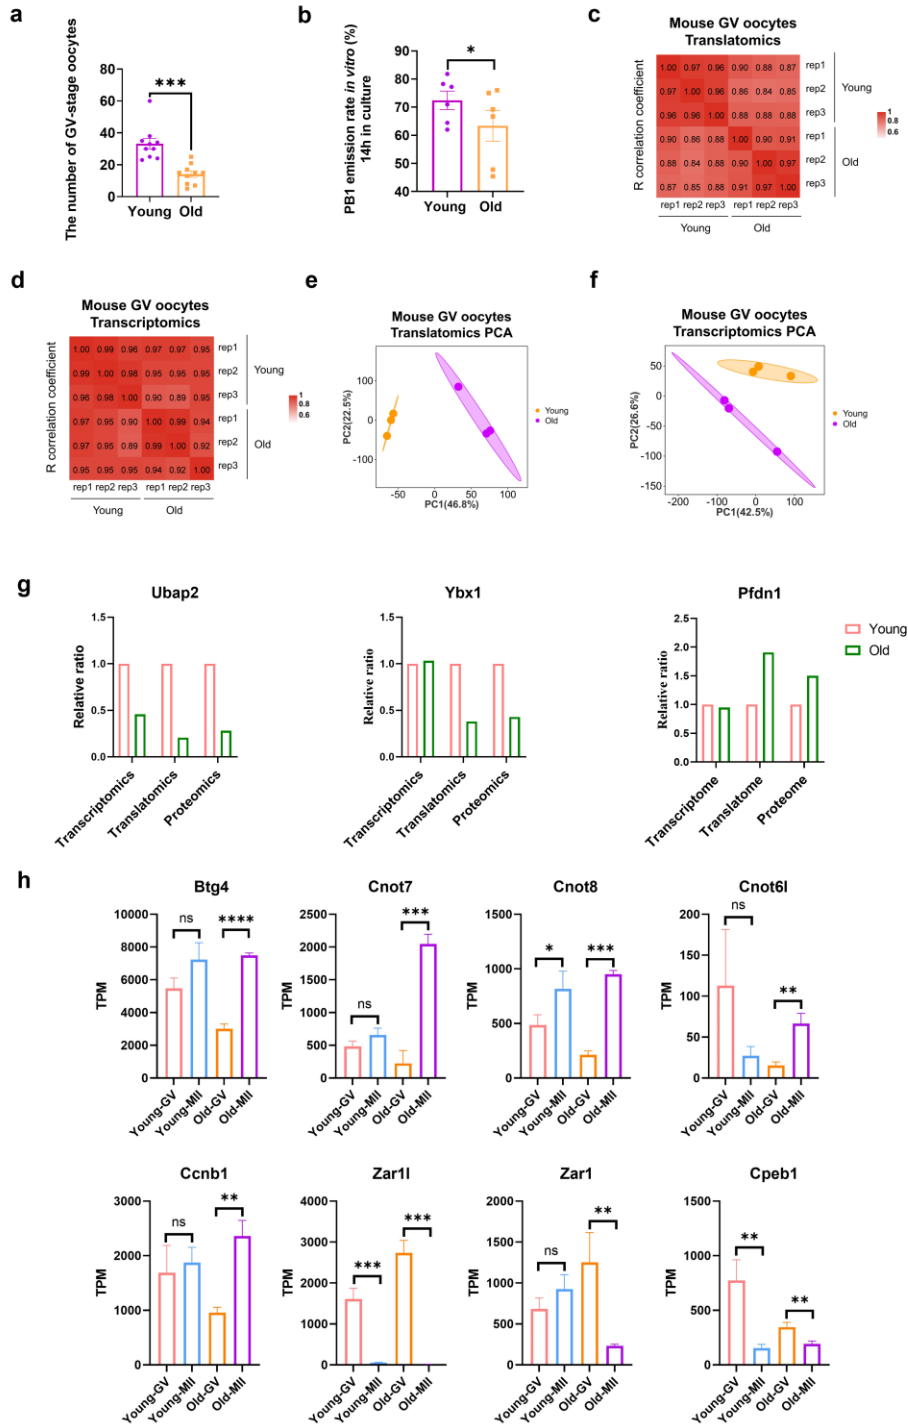 a
The number of GV-stage oocytes
80
60
40
20
0
***
Young Old
b
PB1 emission rate in vitro (%)
14h in culture
90
80
70
60
50
40
*
Young Old
c
Mouse GV oocytes
Translatomics
R correlation coefficient
1.00 0.97 0.96 0.90 0.88 0.87 rep1
0.97 1.00 0.96 0.86 0.84 0.85 rep2
0.96 0.96 1.00 0.88 0.88 0.88 rep3
0.90 0.86 0.88 1.00 0.90 0.91 rep1
0.88 0.84 0.88 0.90 1.00 0.97 rep2
0.87 0.85 0.88 0.91 0.97 1.00 rep3
Young
Old
1
0.8
rep1 rep2 rep3 rep1 rep2 rep3
Young Old
d
Mouse GV oocytes
Transcriptomics
R correlation coefficient
1.00 0.99 0.96 0.97 0.97 0.95 rep1
0.99 1.00 0.98 0.95 0.95 0.95 rep2
0.96 0.98 1.00 0.90 0.89 0.95 rep3
0.97 0.95 0.90 1.00 0.99 0.94 rep1
0.97 0.95 0.89 0.99 1.00 0.92 rep2
0.95 0.95 0.95 0.94 0.92 1.00 rep3
Young
Old
1
0.8
0.6
rep1 rep2 rep3 rep1 rep2 rep3
Young Old
e
Mouse GV oocytes
Translatomics PCA
PC2(22.5%)
100
0
-100
-50 0 50 100
PC1(46.8%)
Young
Old
f
Mouse GV oocytes
Transcriptomics PCA
PC2(26.6%)
50
0
-50
-100
-150
-200 -100 0 100
PC1(42.5%)
Young
Old
g
Ubap2
Relative ratio
1.5
1.0
0.5
0.0
Transcriptomics
Translatomics
Proteomics
Ybx1
Relative ratio
1.5
1.0
0.5
0.0
Transcriptomics
Translatomics
Proteomics
Pfdn1
Relative ratio
2.5
2.0
1.5
1.0
0.5
0.0
Transcriptome
Translatome
Proteome
Young
Old
h
Btg4
TPM
10000
8000
6000
4000
2000
0
ns
****
Young-GV
Young-MII
Old-GV
Old-MII
Cnot7
TPM
2500
2000
1500
1000
500
0
ns
***
Young-GV
Young-MII
Old-GV
Old-MII
Cnot8
TPM
1500
1000
500
0
*
***
Young-GV
Young-MII
Old-GV
Old-MII
Cnot6l
TPM
200
150
100
50
0
ns
**
Young-GV
Young-MII
Old-GV
Old-MII
Ccnb1
TPM
3000
2000
1000
0
ns
**
Young-GV
Young-MII
Old-GV
Old-MII
Zar1l
TPM
4000
3000
2000
1000
0
***
***
Young-GV
Young-MII
Old-GV
Old-MII
Zar1
TPM
2000
1500
1000
500
0
ns
**
Young-GV
Young-MII
Old-GV
Old-MII
Cpeb1
TPM
1500
1000
500
0
**
**
Young-GV
Young-MII
Old-GV
Old-MII